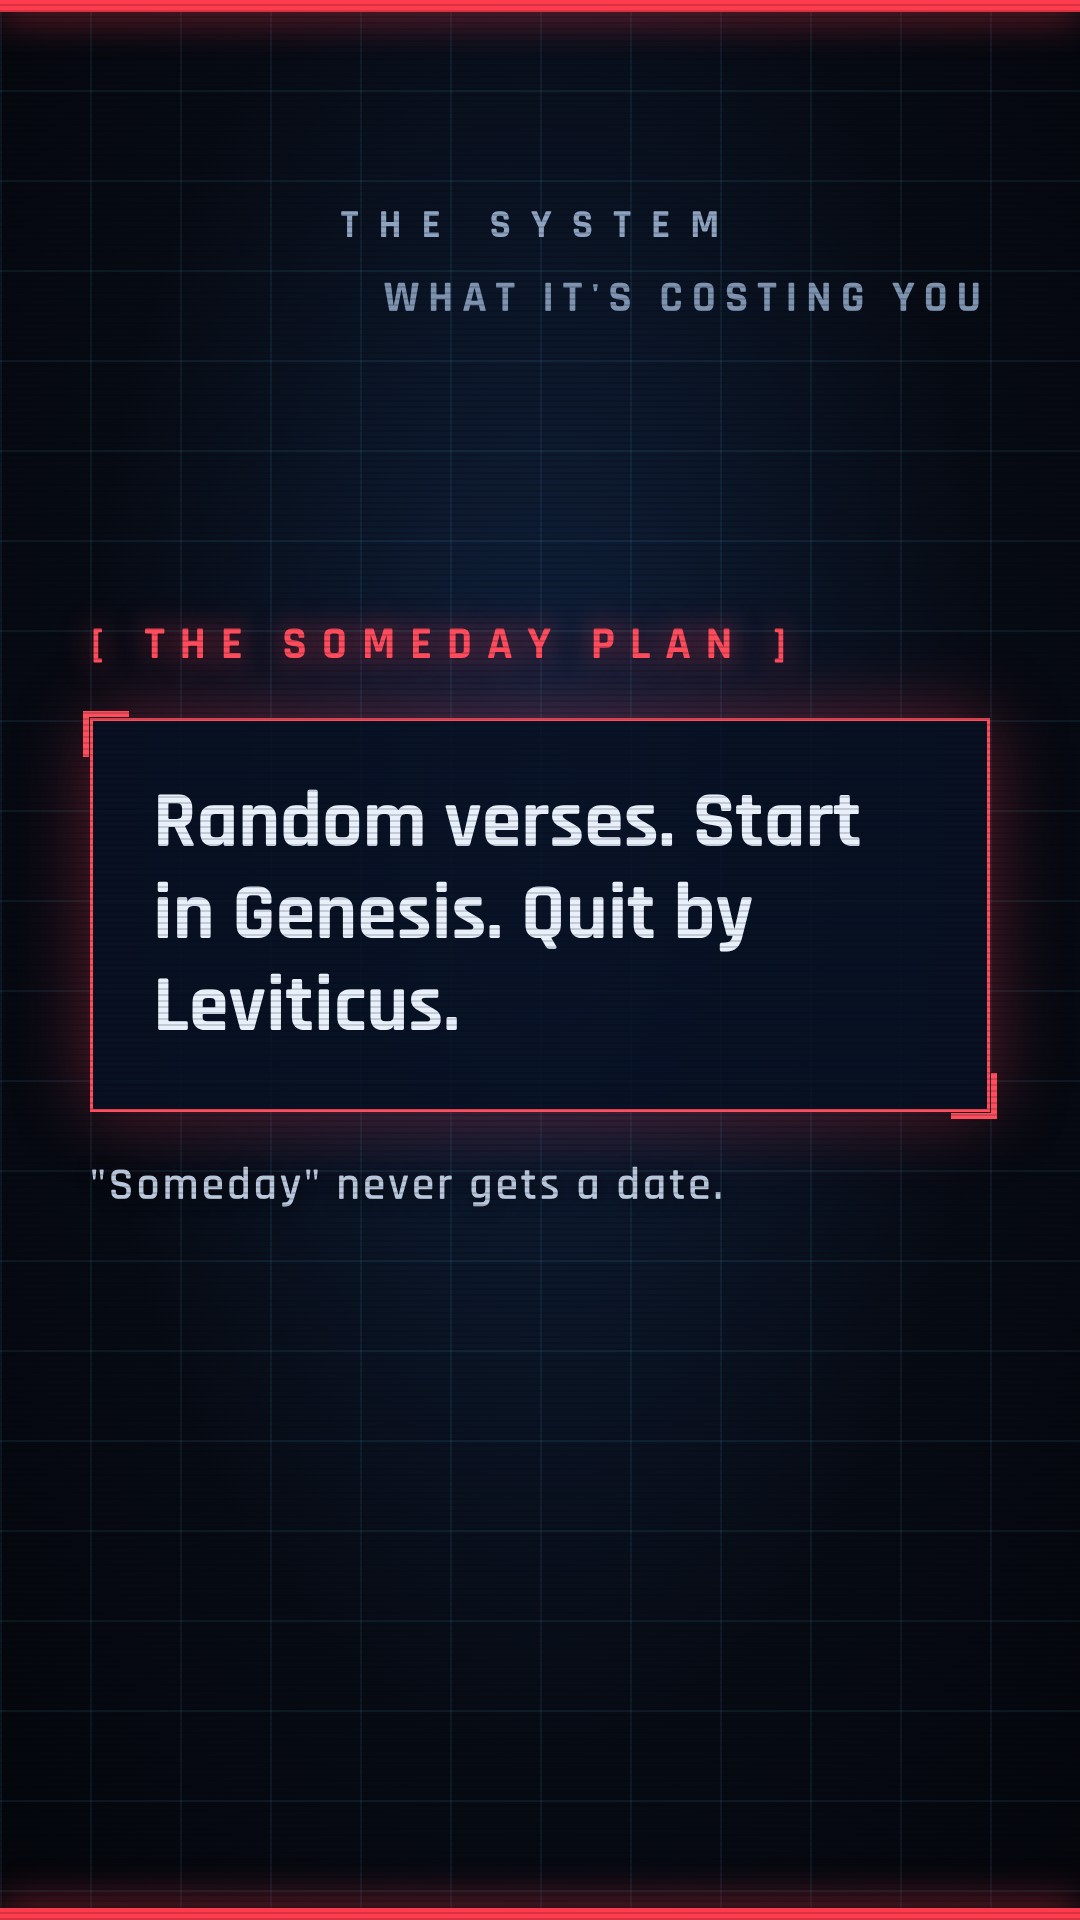 THE SYSTEM
WHAT IT'S COSTING YOU
[ THE SOMEDAY PLAN ]
Random verses. Start
in Genesis. Quit by
Leviticus.
"Someday" never gets a date.